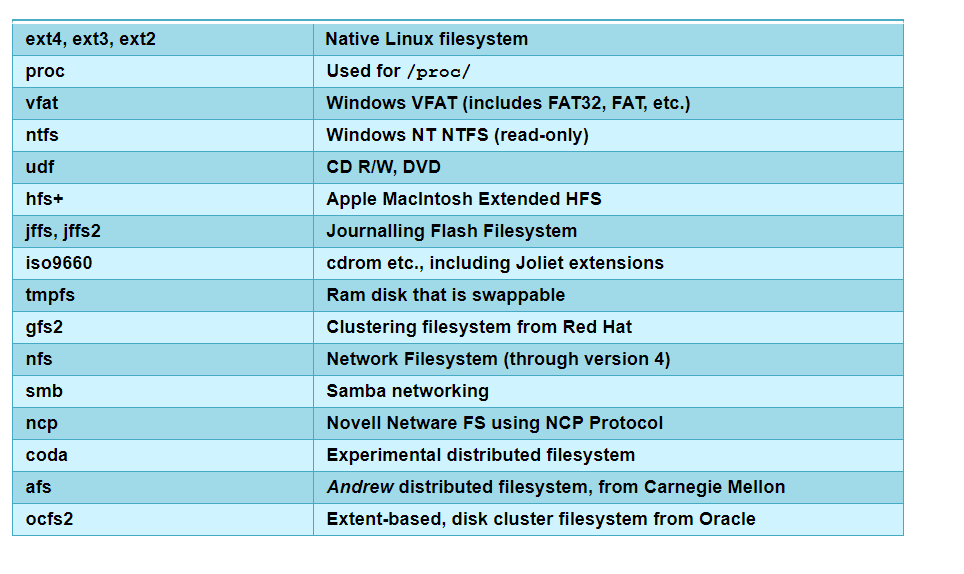 ext4, ext3, ext2 Native Linux filesystem
proc Used for /proc/
vfat Windows VFAT (includes FAT32, FAT, etc.)
ntfs Windows NT NTFS (read-only)
udf CD R/W, DVD
hfs+ Apple MacIntosh Extended HFS
jffs, jffs2 Journalling Flash Filesystem
iso9660 cdrom etc., including Joliet extensions
tmpfs Ram disk that is swappable
gfs2 Clustering filesystem from Red Hat
nfs Network Filesystem (through version 4)
smb Samba networking
ncp Novell Netware FS using NCP Protocol
coda Experimental distributed filesystem
afs Andrew distributed filesystem, from Carnegie Mellon
ocfs2 Extent-based, disk cluster filesystem from Oracle